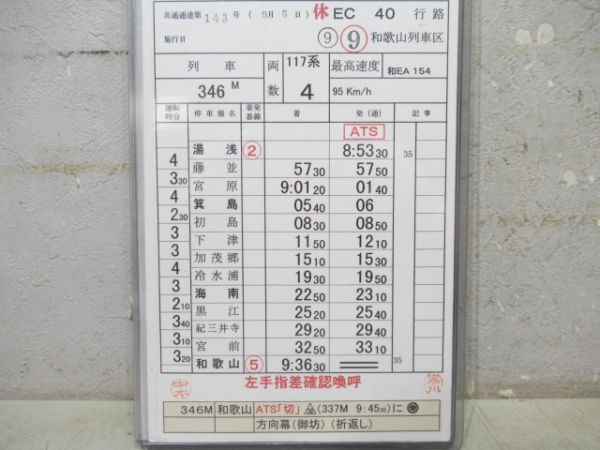 共通通達第143号 (9月5日) 休 EC 40 行路
施行日 ⑨ ⑨ 和歌山列車区
列車 両数 117系 最高速度 和EA 154
346 M 4 95 Km/h
運転時分 停車場名 着発番線 着 発(通) 記事
ATS
湯浅 ② 8:53 30 35
4
藤並 57 30 57 50
3 30
宮原 9:01 20 01 40
4
箕島 05 40 06
2 30
初島 08 30 08 50
3
下津 11 50 12 10
3
加茂郷 15 10 15 30
4
冷水浦 19 30 19 50
3
海南 22 50 23 10
2 10
黒江 25 20 25 40
3 40
紀三井寺 29 20 29 40
3 10
宮前 32 50 33 10
3 20
和歌山 ⑤ 9:36 30 35
左手指差確認喚呼
346M 和歌山 ATS「切」 (337M 9:45 30)に
方向幕(御坊) (折返し)